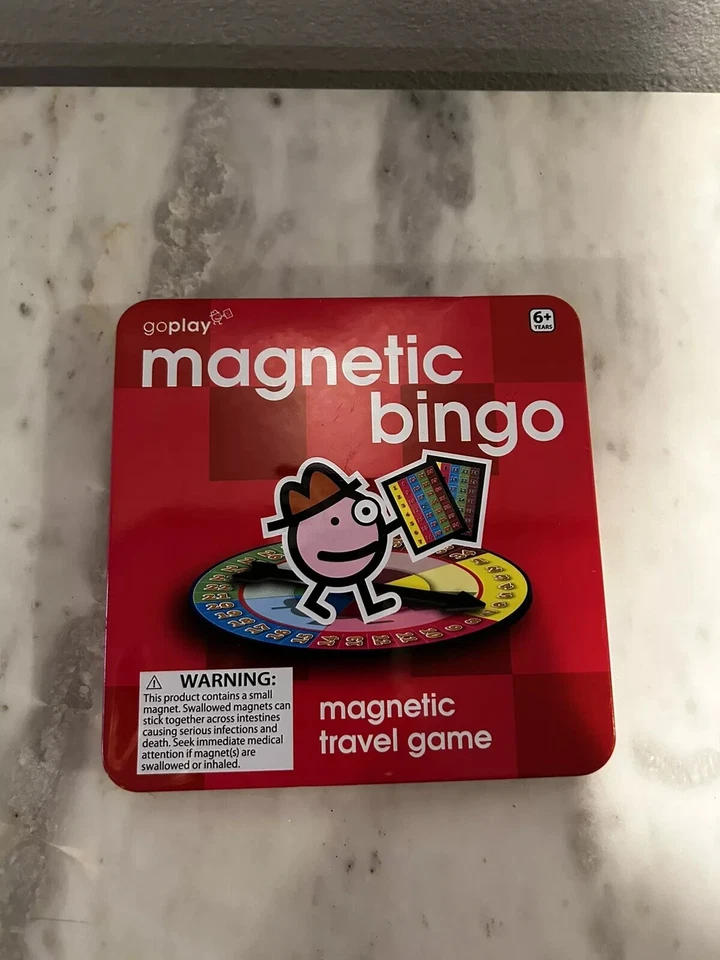 goplay
6+
YEARS
magnetic
bingo
WARNING:
This product contains a small
magnet. Swallowed magnets can
stick together across intestines
causing serious infections and
death. Seek immediate medical
attention if magnet(s) are
swallowed or inhaled.
magnetic
travel game